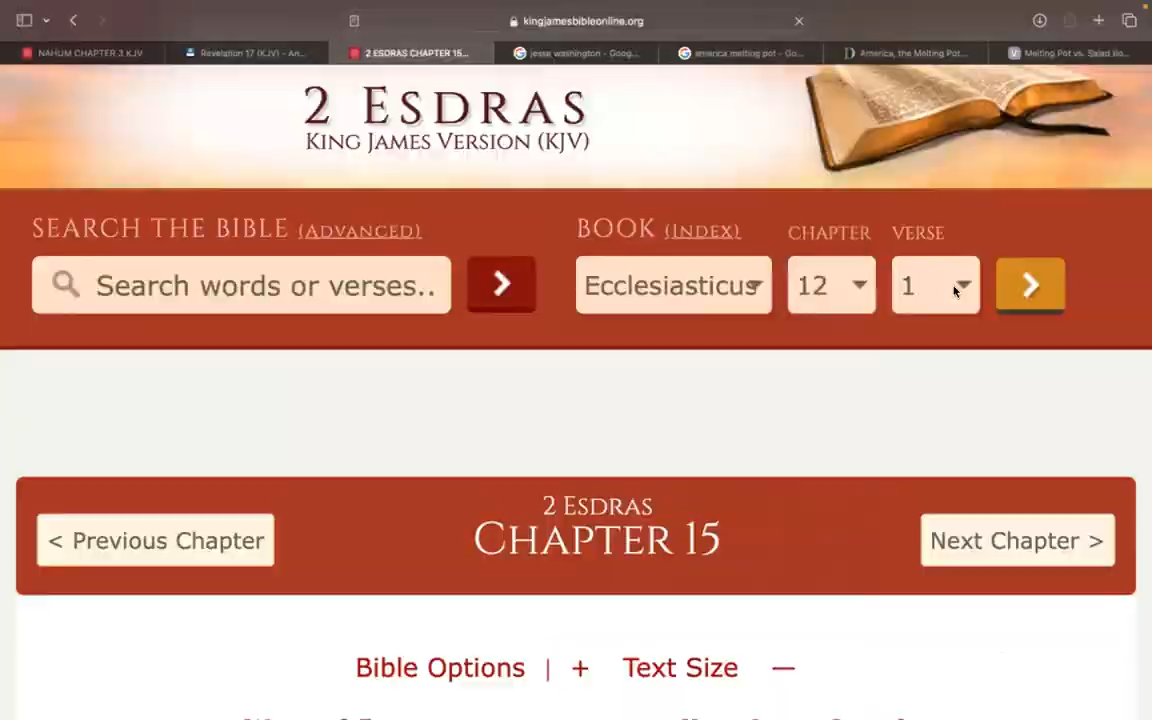 kingjamesbibleonline.org
NAHUM CHAPTER 3 KJV
Revelation 17 (KJV) - An...
2 ESDRAS CHAPTER 15...
jesse washington - Goog...
america melting pot - Go...
America, the Melting Pot...
Melting Pot vs. Salad Bo...
2 Esdras
King James Version (KJV)
SEARCH THE BIBLE (ADVANCED)
BOOK (INDEX)
CHAPTER
VERSE
Search words or verses..
Ecclesiasticus
12
1
2 Esdras
< Previous Chapter
Chapter 15
Next Chapter >
Bible Options | + Text Size —